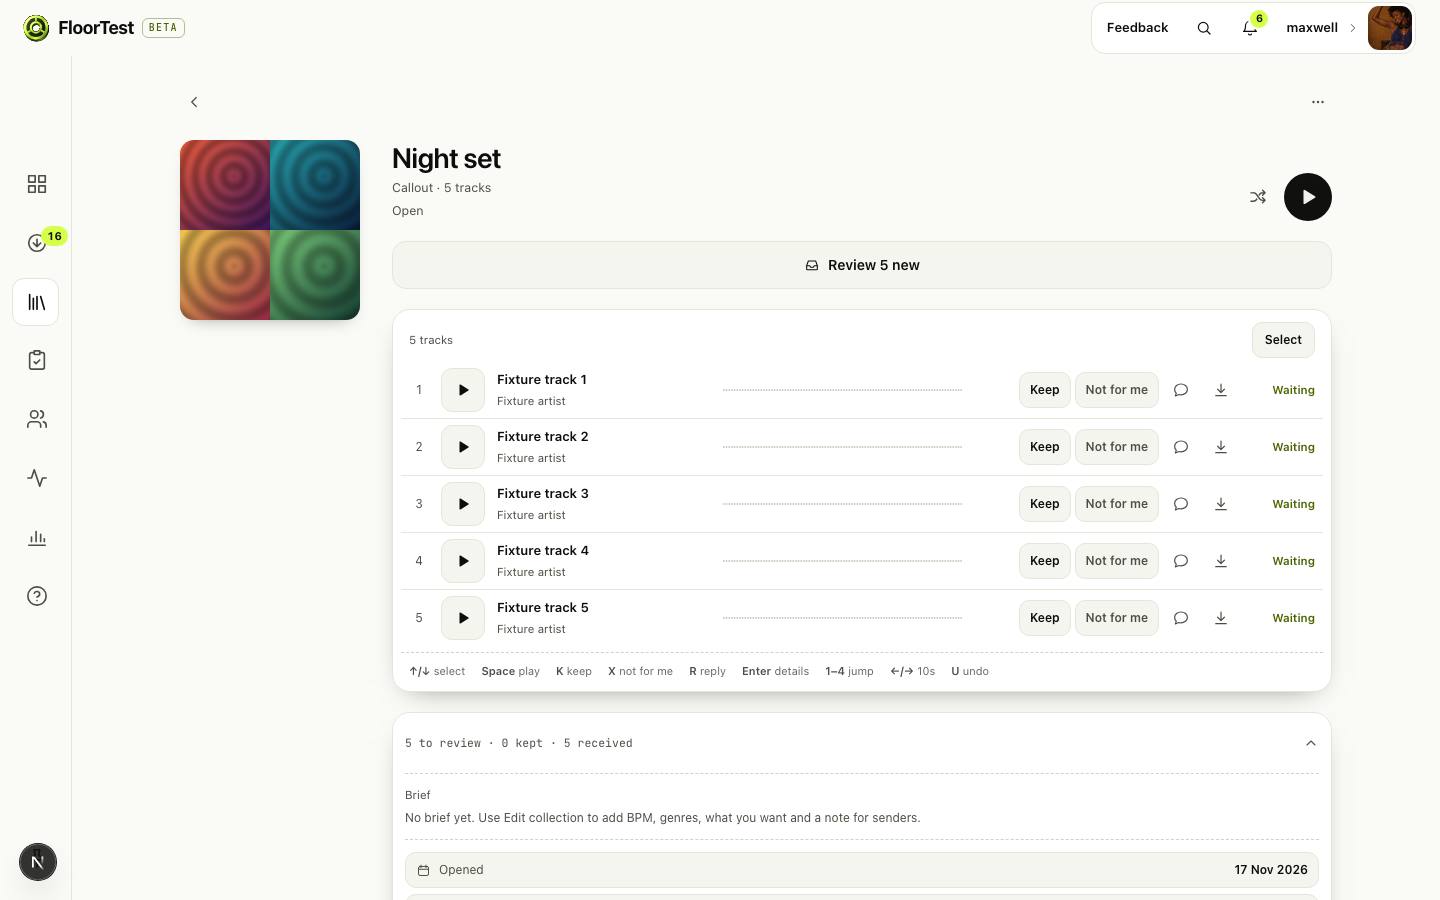 FloorTest BETA
Feedback 6 maxwell
16
Night set
Callout · 5 tracks
Open
Review 5 new
5 tracks Select
1 Fixture track 1 Keep Not for me Waiting
Fixture artist
2 Fixture track 2 Keep Not for me Waiting
Fixture artist
3 Fixture track 3 Keep Not for me Waiting
Fixture artist
4 Fixture track 4 Keep Not for me Waiting
Fixture artist
5 Fixture track 5 Keep Not for me Waiting
Fixture artist
↑/↓ select Space play K keep X not for me R reply Enter details 1–4 jump ←/→ 10s U undo
5 to review · 0 kept · 5 received
Brief
No brief yet. Use Edit collection to add BPM, genres, what you want and a note for senders.
Opened 17 Nov 2026
N